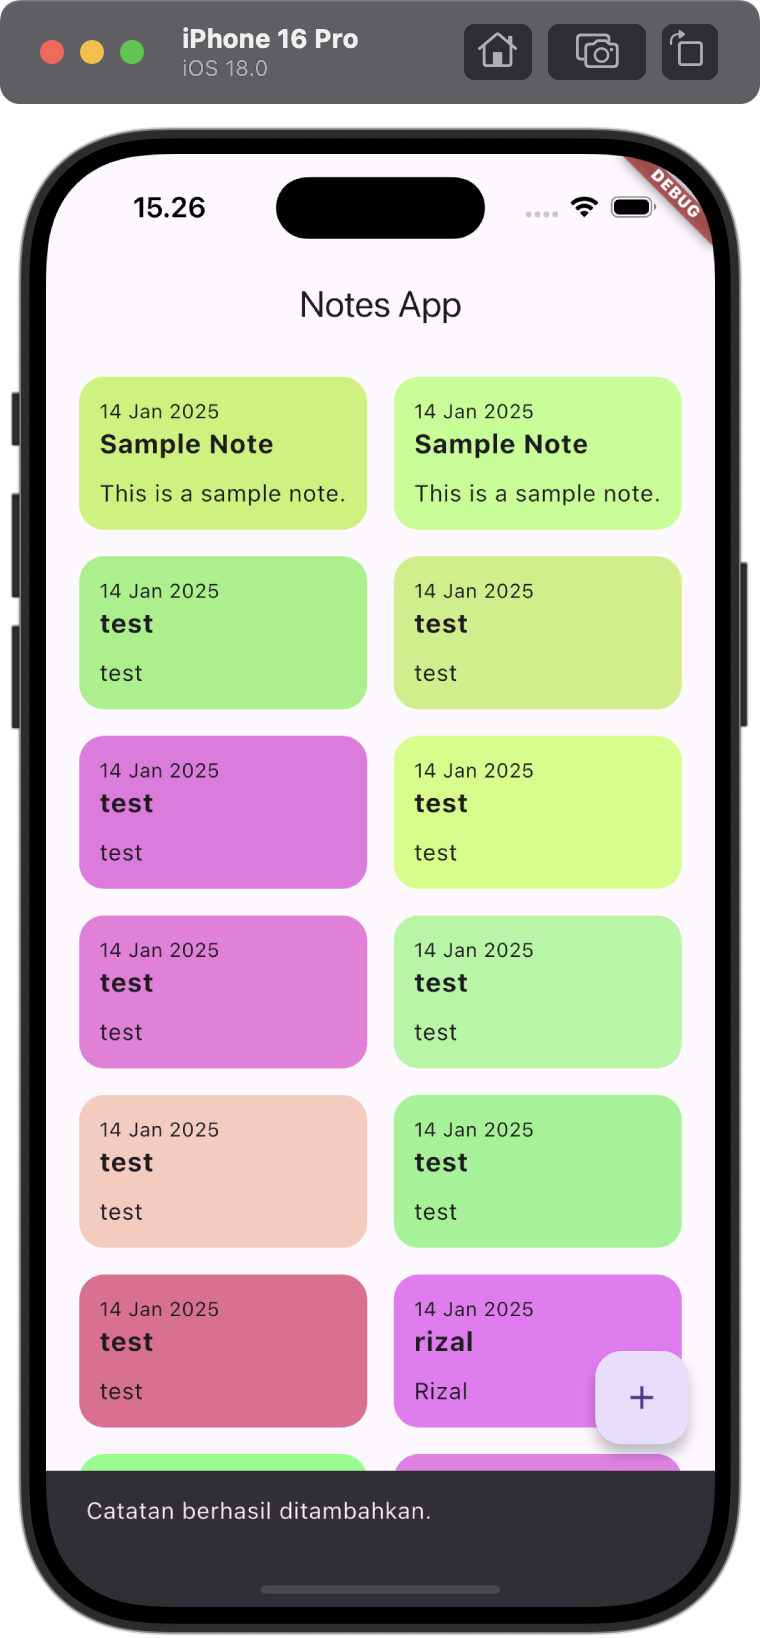 iPhone 16 Pro
iOS 18.0
15.26
DEBUG
Notes App
14 Jan 2025
Sample Note
This is a sample note.
14 Jan 2025
Sample Note
This is a sample note.
14 Jan 2025
test
test
14 Jan 2025
test
test
14 Jan 2025
test
test
14 Jan 2025
test
test
14 Jan 2025
test
test
14 Jan 2025
test
test
14 Jan 2025
test
test
14 Jan 2025
test
test
14 Jan 2025
test
test
14 Jan 2025
rizal
Rizal
+
Catatan berhasil ditambahkan.